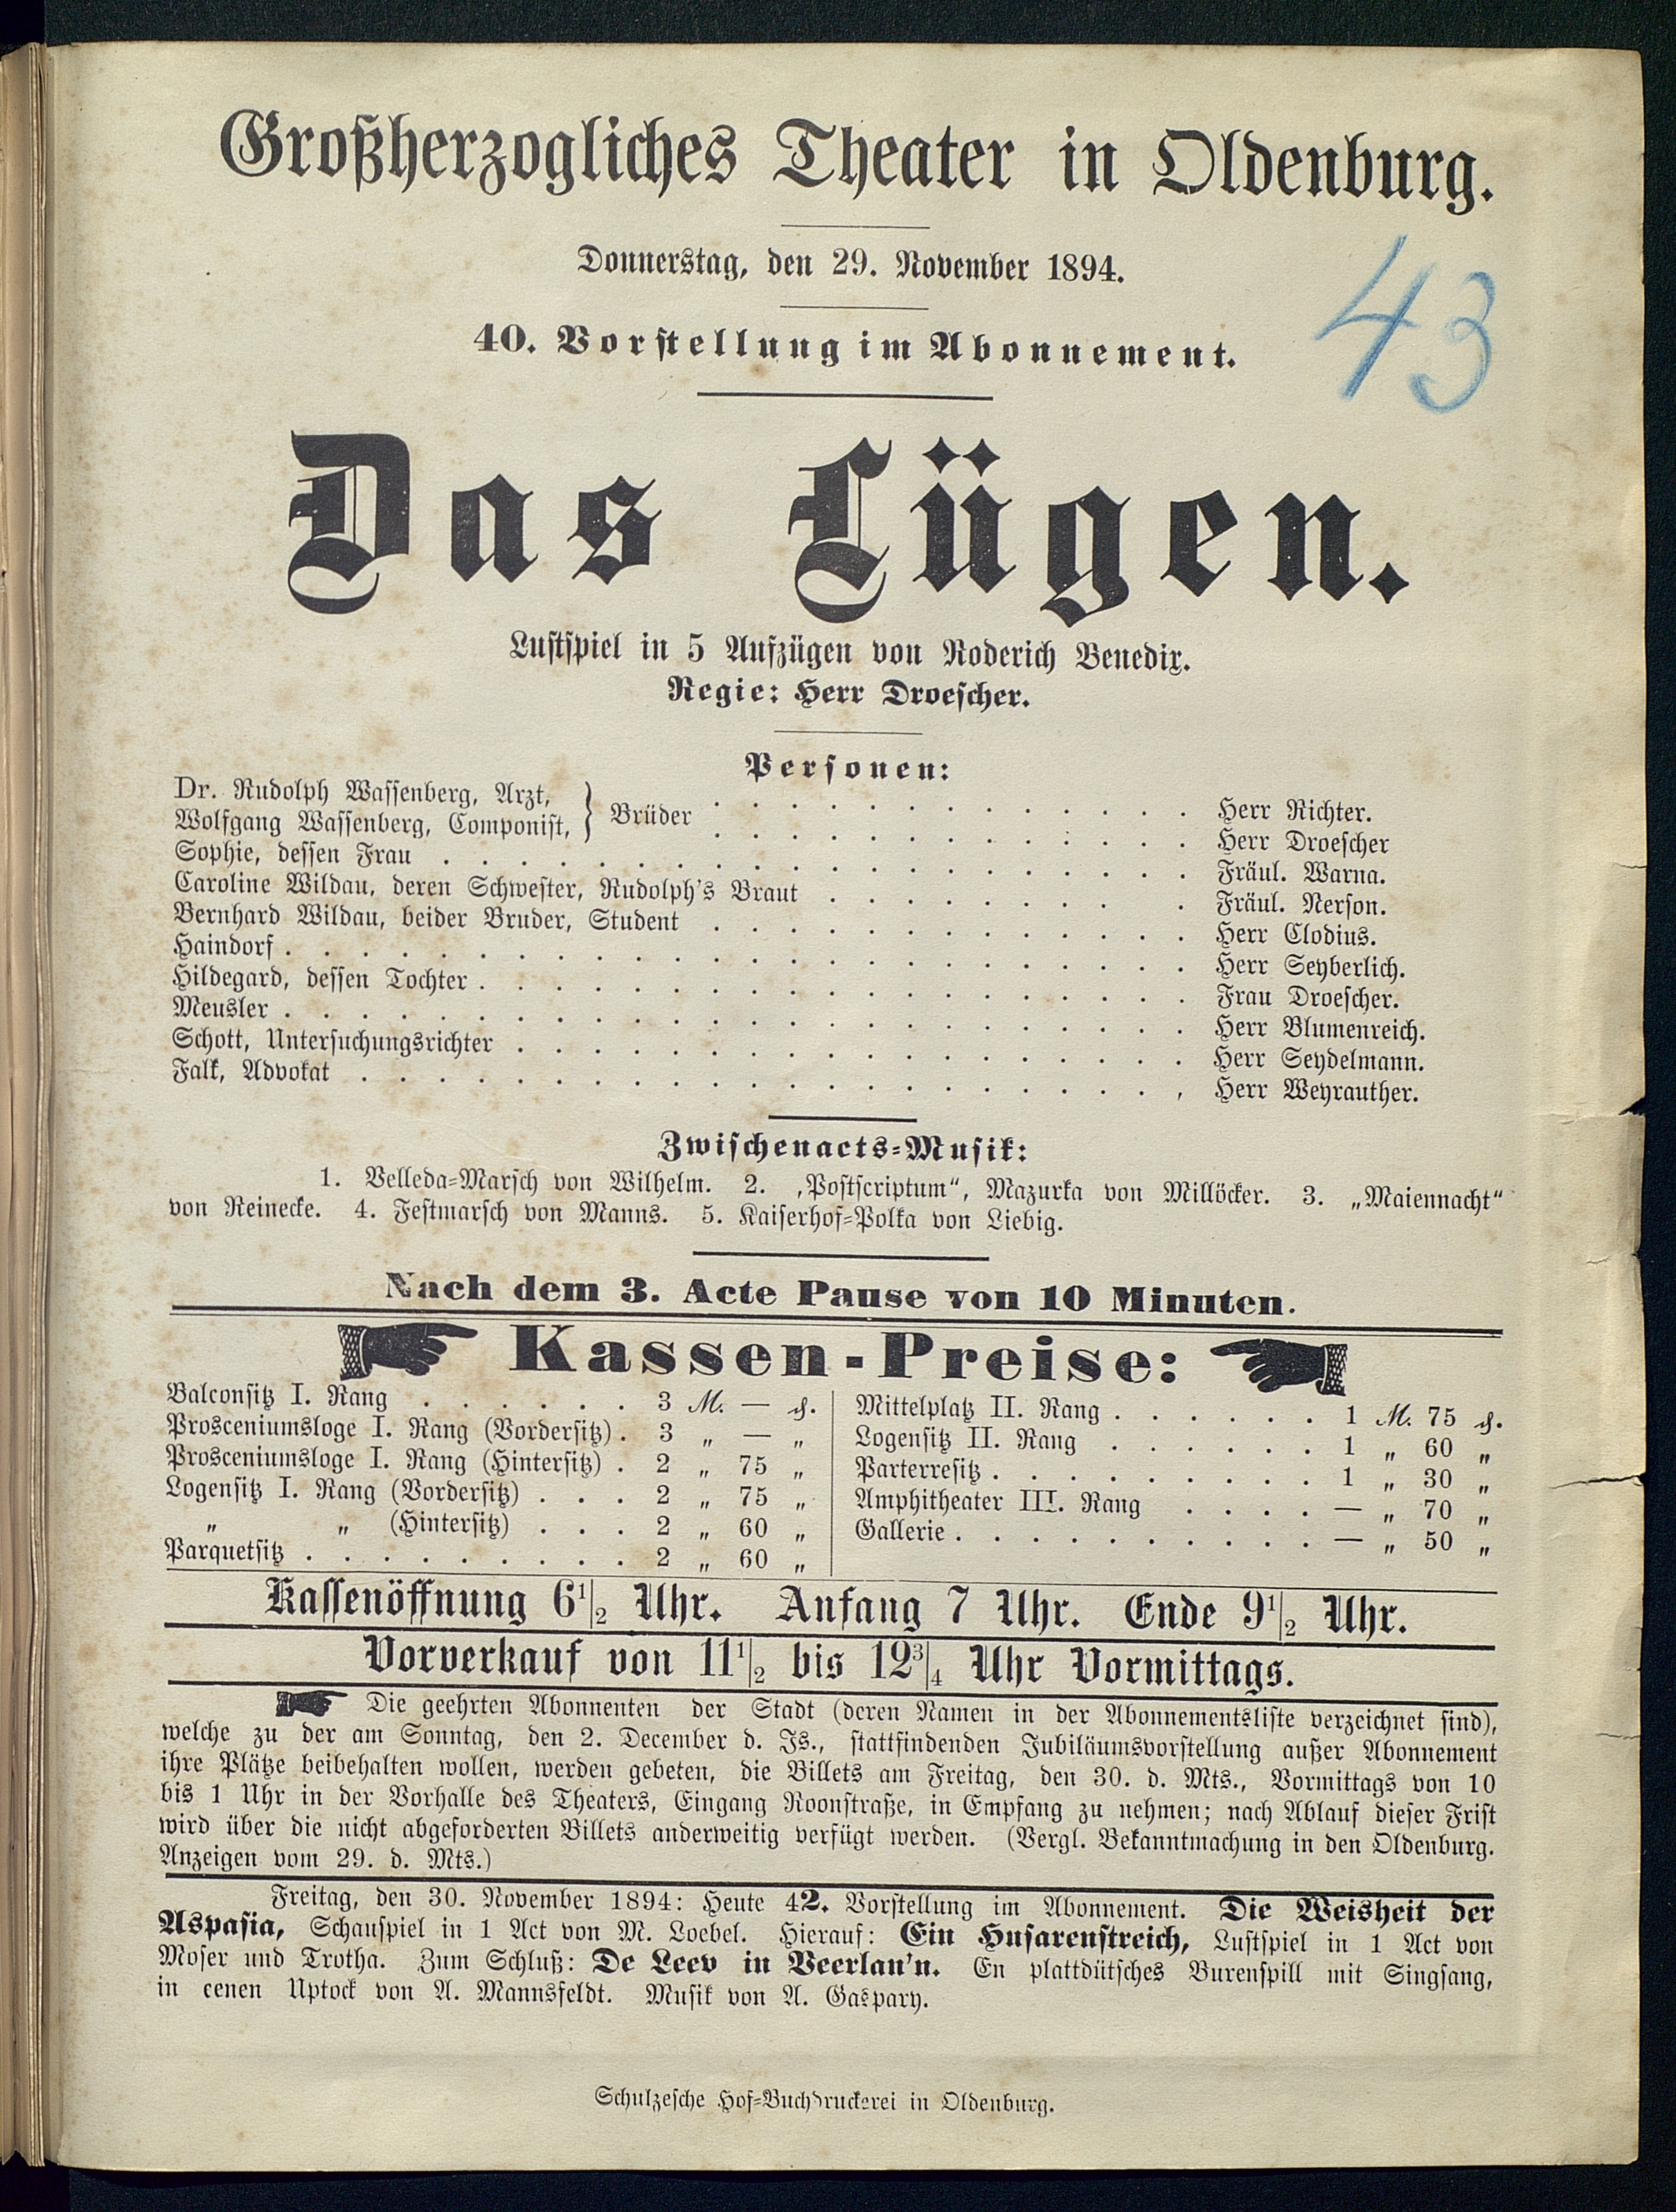 Großherzogliches Theater in Oldenburg.
Donnerstag, den 29. November 1894.
43
40. Vorstellung im Abonnement.
Das Lügen.
Lustspiel in 5 Aufzügen von Roderich Benedix.
Regie: Herr Droescher.
Personen:
Dr. Rudolph Wassenberg, Arzt, } Brüder . . . . . . . . . . . . . Herr Richter.
Wolfgang Wassenberg, Componist, } . . . . . . . . . . . . . Herr Droescher
Sophie, dessen Frau . . . . . . . . . . . . . . . . . . . . Fräul. Warna.
Caroline Wildau, deren Schwester, Rudolph's Braut . . . . . . . . . Fräul. Nerson.
Bernhard Wildau, beider Bruder, Student . . . . . . . . . . . . . Herr Clodius.
Haindorf . . . . . . . . . . . . . . . . . . . . . . . . Herr Seyberlich.
Hildegard, dessen Tochter . . . . . . . . . . . . . . . . . . . Frau Droescher.
Meusler . . . . . . . . . . . . . . . . . . . . . . . . Herr Blumenreich.
Schott, Untersuchungsrichter . . . . . . . . . . . . . . . . . . Herr Seydelmann.
Falk, Advokat . . . . . . . . . . . . . . . . . . . . . , Herr Weyrauther.
Zwischenacts-Musik:
1. Velleda-Marsch von Wilhelm. 2. ‚Postscriptum“, Mazurka von Millöcker. 3. „Maiennacht“
von Reinecke. 4. Festmarsch von Manns. 5. Kaiserhof-Polka von Liebig.
Nach dem 3. Acte Pause von 10 Minuten.
Kassen-Preise:
Balconsitz I. Rang . . . . . . 3 M. — ₰.
Prosceniumsloge I. Rang (Vordersitz) . 3 „ — „
Prosceniumsloge I. Rang (Hintersitz) . 2 „ 75 „
Logensitz I. Rang (Vordersitz) . . . 2 „ 75 „
„ „ (Hintersitz) . . . 2 „ 60 „
Parquetsitz . . . . . . . . . 2 „ 60 „
Mittelplatz II. Rang . . . . . . 1 M. 75 ₰.
Logensitz II. Rang . . . . . . 1 „ 60 „
Parterresitz . . . . . . . . . 1 „ 30 „
Amphitheater III. Rang . . . . — „ 70 „
Gallerie . . . . . . . . . . — „ 50 „
Kassenöffnung 6½ Uhr. Anfang 7 Uhr. Ende 9½ Uhr.
Vorverkauf von 11½ bis 12¾ Uhr Vormittags.
Die geehrten Abonnenten der Stadt (deren Namen in der Abonnementsliste verzeichnet sind),
welche zu der am Sonntag, den 2. December d. Js., stattfindenden Jubiläumsvorstellung außer Abonnement
ihre Plätze beibehalten wollen, werden gebeten, die Billets am Freitag, den 30. d. Mts., Vormittags von 10
bis 1 Uhr in der Vorhalle des Theaters, Eingang Roonstraße, in Empfang zu nehmen; nach Ablauf dieser Frist
wird über die nicht abgeforderten Billets anderweitig verfügt werden. (Vergl. Bekanntmachung in den Oldenburg.
Anzeigen vom 29. d. Mts.)
Freitag, den 30. November 1894: Heute 42. Vorstellung im Abonnement. Die Weisheit der
Aspasia, Schauspiel in 1 Act von M. Loebel. Hierauf: Ein Husarenstreich, Lustspiel in 1 Act von
Moser und Trotha. Zum Schluß: De Leev in Veerlan'n. En plattdütsches Burenspill mit Singsang,
in eenen Uptock von A. Mannsfeldt. Musik von A. Gaspary.
Schulzesche Hof-Buchdruckerei in Oldenburg.